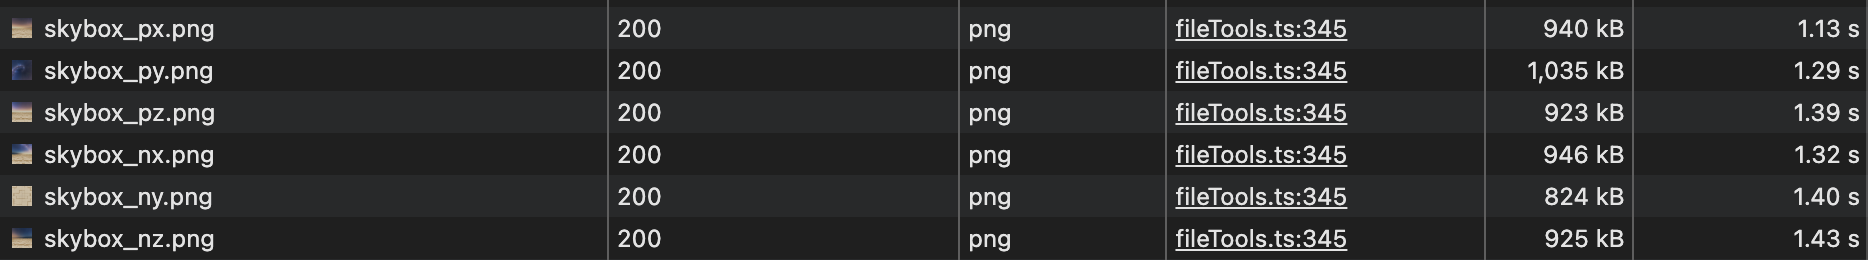 skybox_px.png 200 png fileTools.ts:345 940 kB 1.13 s
skybox_py.png 200 png fileTools.ts:345 1,035 kB 1.29 s
skybox_pz.png 200 png fileTools.ts:345 923 kB 1.39 s
skybox_nx.png 200 png fileTools.ts:345 946 kB 1.32 s
skybox_ny.png 200 png fileTools.ts:345 824 kB 1.40 s
skybox_nz.png 200 png fileTools.ts:345 925 kB 1.43 s